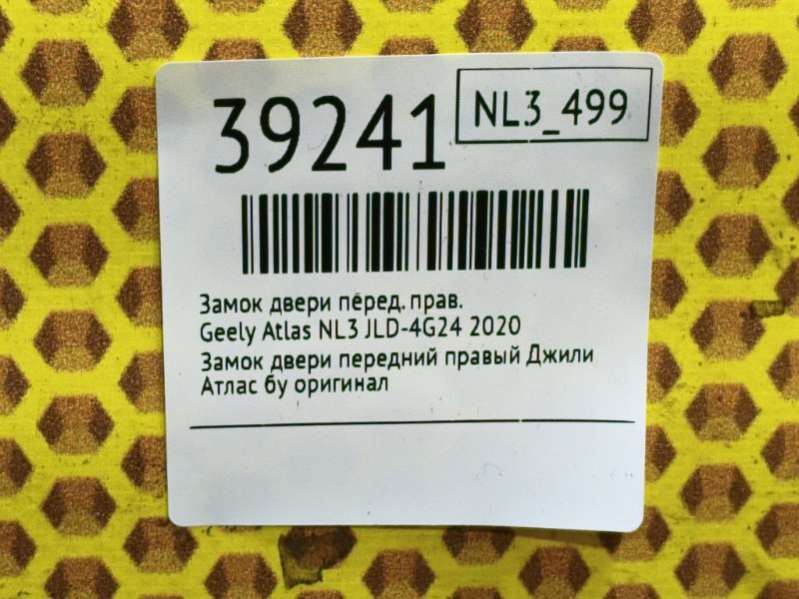 39241
NL3_499
Замок двери перед. прав.
Geely Atlas NL3 JLD-4G24 2020
Замок двери передний правый Джили
Атлас бу оригинал